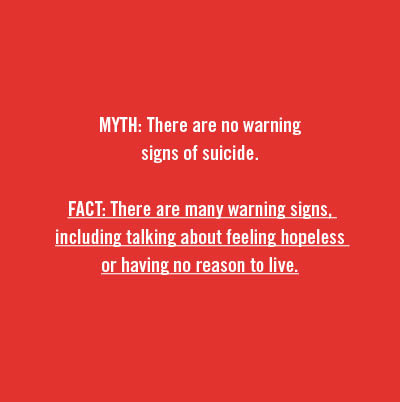 MYTH: There are no warning
signs of suicide.
FACT: There are many warning signs,
including talking about feeling hopeless
or having no reason to live.